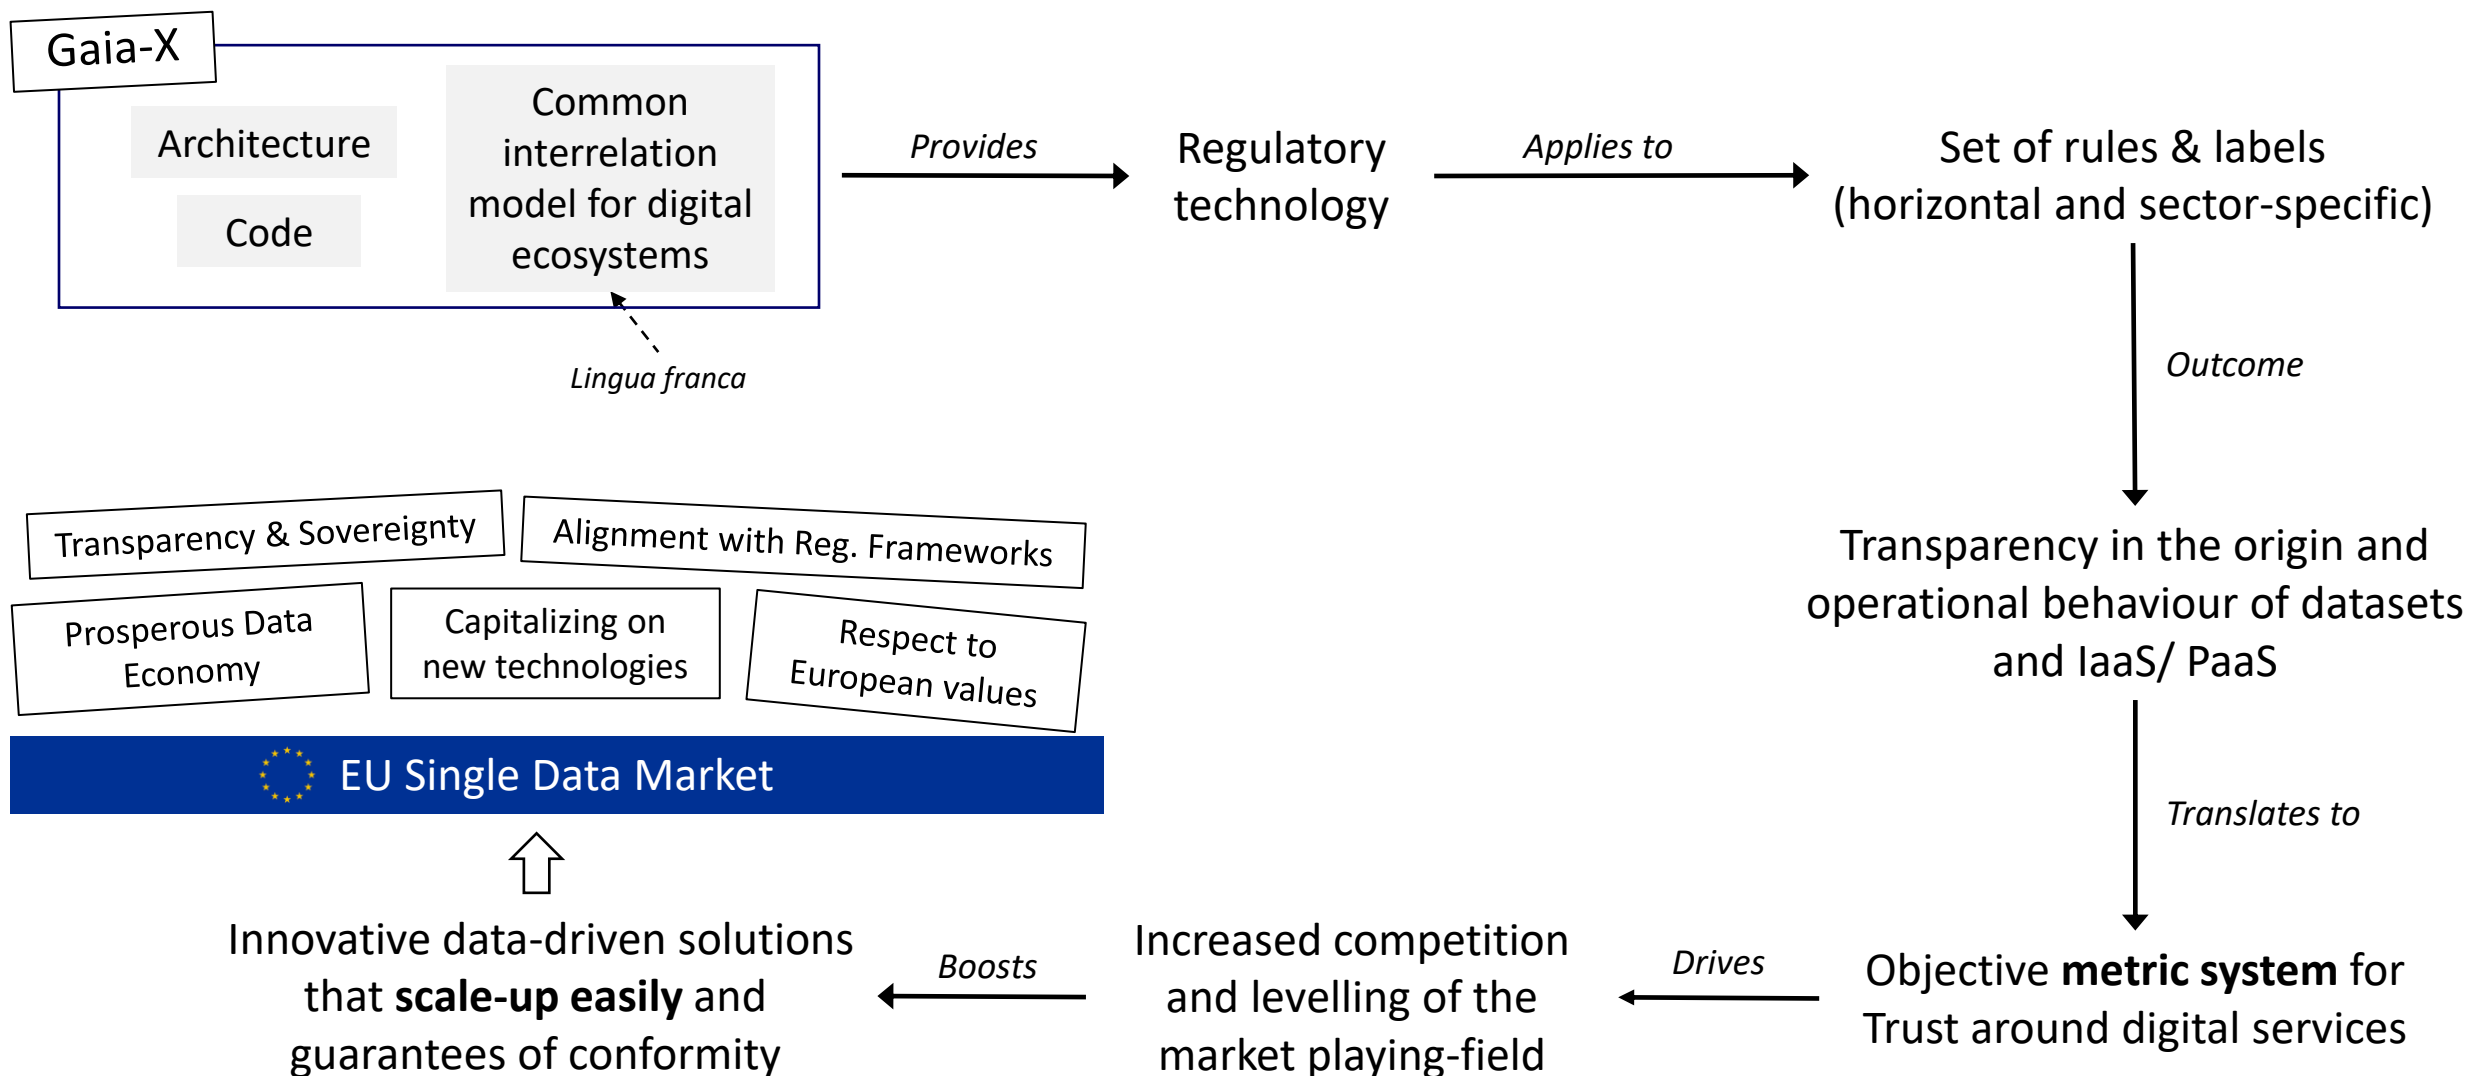 Gaia-X
Architecture
Code
Common
interrelation
model for digital
ecosystems
Lingua franca
Provides
Regulatory
technology
Applies to
Set of rules & labels
(horizontal and sector-specific)
Outcome
Transparency in the origin and
operational behaviour of datasets
and IaaS/ PaaS
Translates to
Objective metric system for
Trust around digital services
Drives
Increased competition
and levelling of the
market playing-field
Boosts
Innovative data-driven solutions
that scale-up easily and
guarantees of conformity
EU Single Data Market
Transparency & Sovereignty
Alignment with Reg. Frameworks
Prosperous Data
Economy
Capitalizing on
new technologies
Respect to
European values